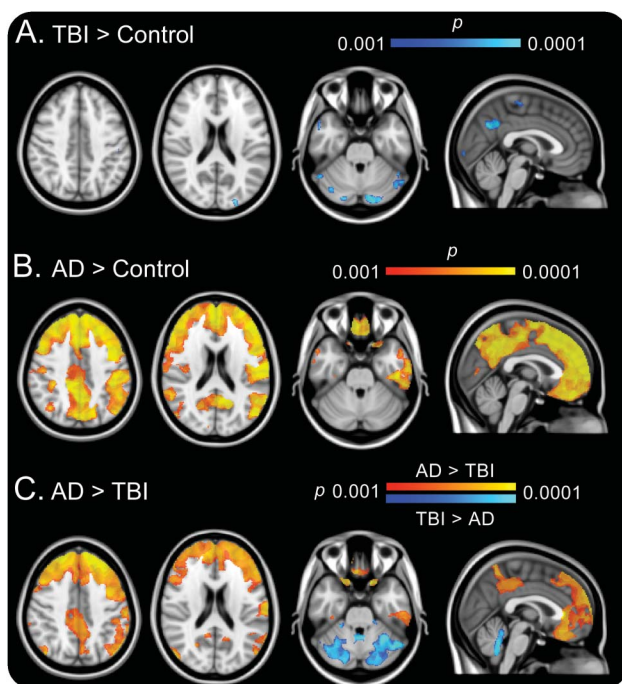 A. TBI > Control
p
0.001 0.0001
B. AD > Control
p
0.001 0.0001
AD > TBI
C. AD > TBI
p 0.001 0.0001
TBI > AD